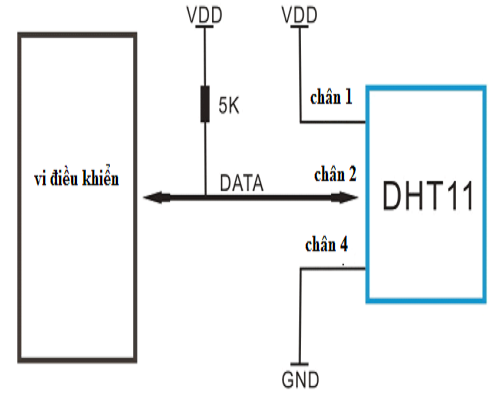 VDD VDD
chân 1
5K
vi điều khiển
DATA
chân 2
DHT11
chân 4
GND